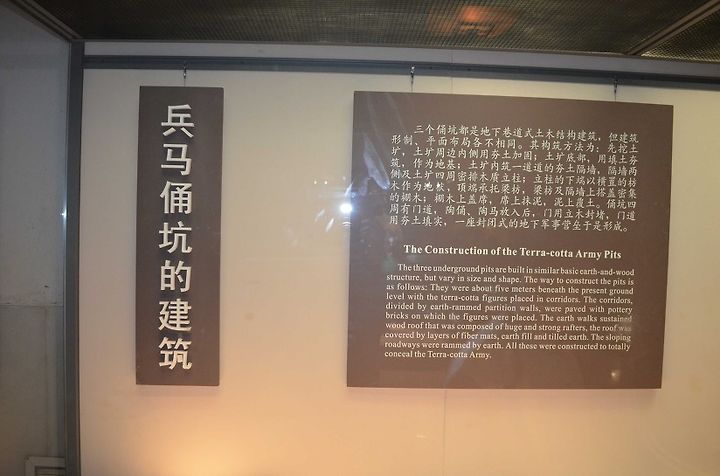 兵马俑坑的建筑
三个俑坑都是地下巷道式土木结构建筑，但建筑
形制、平面布局各不相同。其构筑方法为：先挖土
圹，土圹周边内侧用夯土加固；土圹底部，用填土夯
筑，作为地基；土圹内筑一道道的夯土隔墙，隔墙两
侧及土圹四周密排木质立柱；立柱的下端以横置的枋
木作为地栿，顶端承托梁枋，梁枋及隔墙上搭盖密集
的棚木；棚木上盖席，席上抹泥，泥上覆土。俑坑四
周有门道，陶俑、陶马放入后，门用立木封堵，门道
用夯土填实，一座封闭式的地下军事营垒于是形成。
The Construction of the Terra-cotta Army Pits
The three underground pits are built in similar basic earth-and-wood
structure, but vary in size and shape. The way to construct the pits is
as follows: They were about five meters beneath the present ground
level with the terra-cotta figures placed in corridors. The corridors,
divided by earth-rammed partition walls, were paved with pottery
bricks on which the figures were placed. The earth walks sustained
wood roof that was composed of huge and strong rafters, the roof was
covered by layers of fiber mats, earth fill and tilled earth. The sloping
roadways were rammed by earth. All these were constructed to totally
conceal the Terra-cotta Army.